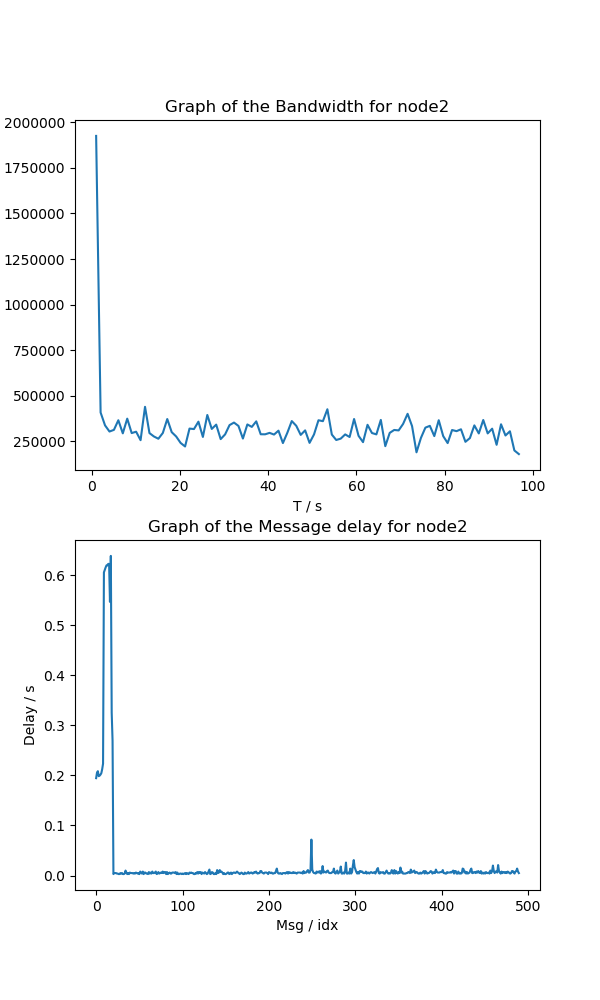 Graph of the Bandwidth for node2
2000000
1750000
1500000
1250000
1000000
750000
500000
250000
0 20 40 60 80 100
T / s
Graph of the Message delay for node2
0.6
0.5
0.4
0.3
0.2
0.1
0.0
Delay / s
0 100 200 300 400 500
Msg / idx